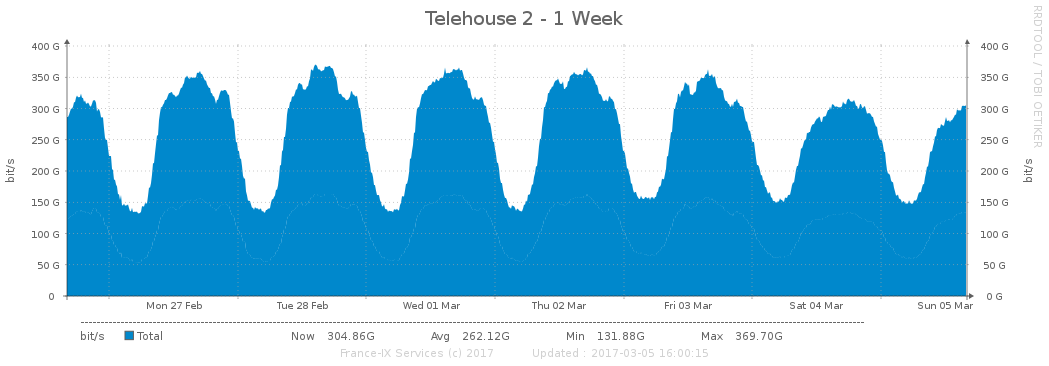 Telehouse 2 - 1 Week
RRDTOOL / TOBI OETIKER
400 G 400 G
350 G 350 G
300 G 300 G
250 G 250 G
200 G 200 G
150 G 150 G
100 G 100 G
50 G 50 G
0 0 G
bit/s bit/s
Mon 27 Feb Tue 28 Feb Wed 01 Mar Thu 02 Mar Fri 03 Mar Sat 04 Mar Sun 05 Mar
bit/s Total Now 304.86G Avg 262.12G Min 131.88G Max 369.70G
France-IX Services (c) 2017 Updated : 2017-03-05 16:00:15